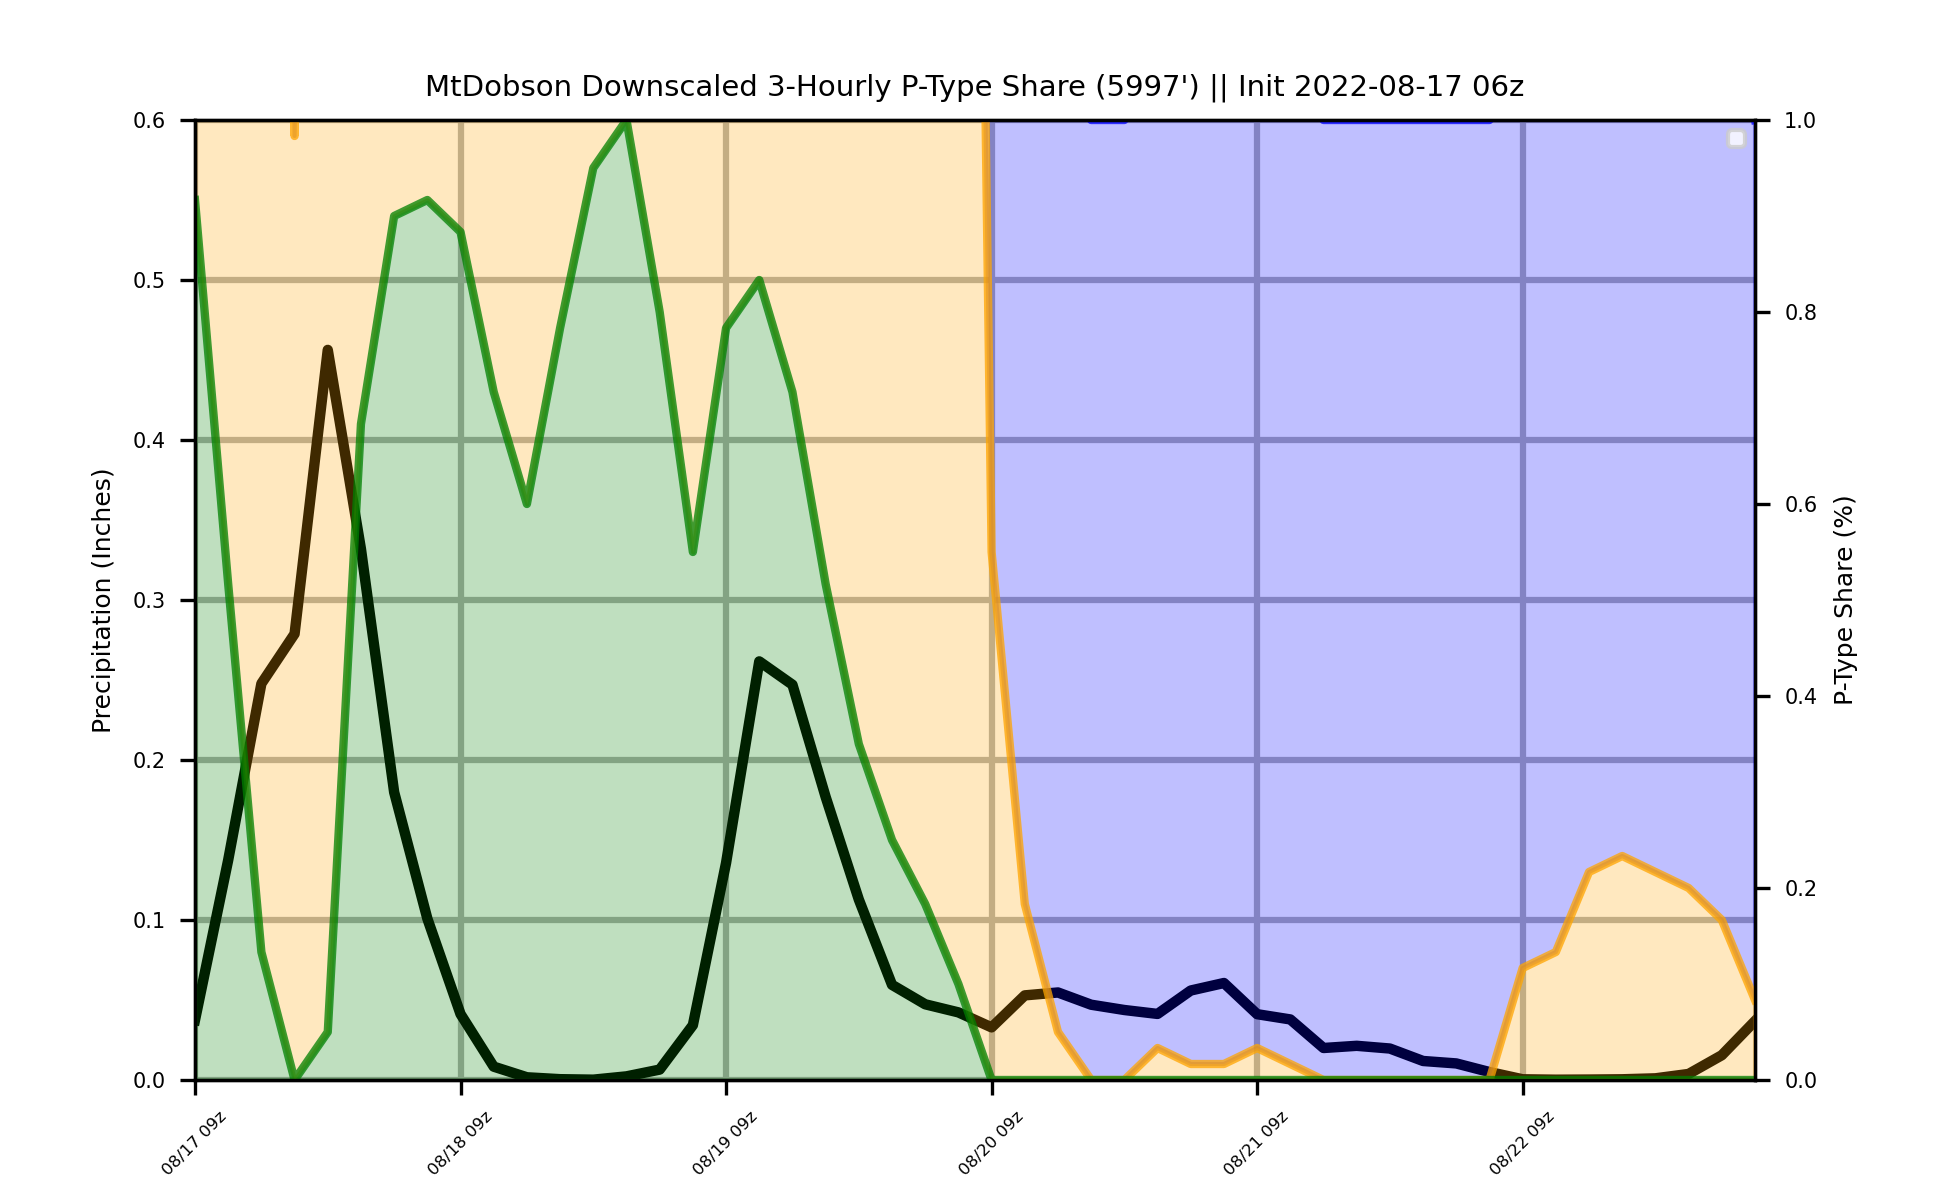 MtDobson Downscaled 3-Hourly P-Type Share (5997') || Init 2022-08-17 06z
0.6
0.5
0.4
0.3
0.2
0.1
0.0
Precipitation (Inches)
1.0
0.8
0.6
0.4
0.2
0.0
P-Type Share (%)
08/17 09z
08/18 09z
08/19 09z
08/20 09z
08/21 09z
08/22 09z